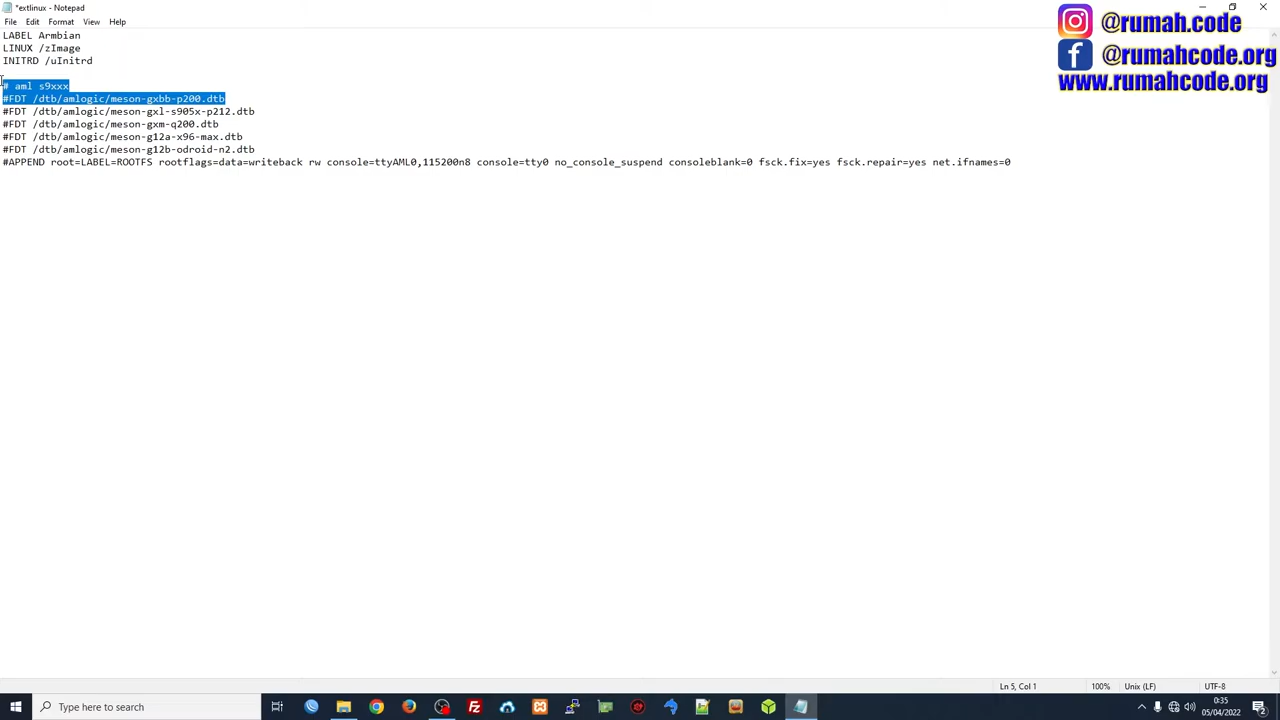 *extlinux - Notepad
File Edit Format View Help
@rumah.code
@rumahcode.org
www.rumahcode.org
LABEL Armbian
LINUX /zImage
INITRD /uInitrd
# aml s9xxx
#FDT /dtb/amlogic/meson-gxbb-p200.dtb
#FDT /dtb/amlogic/meson-gxl-s905x-p212.dtb
#FDT /dtb/amlogic/meson-gxm-q200.dtb
#FDT /dtb/amlogic/meson-g12a-x96-max.dtb
#FDT /dtb/amlogic/meson-g12b-odroid-n2.dtb
#APPEND root=LABEL=ROOTFS rootflags=data=writeback rw console=ttyAML0,115200n8 console=tty0 no_console_suspend consoleblank=0 fsck.fix=yes fsck.repair=yes net.ifnames=0
Ln 5, Col 1 100% Unix (LF) UTF-8
Type here to search
0:35
05/04/2022
2